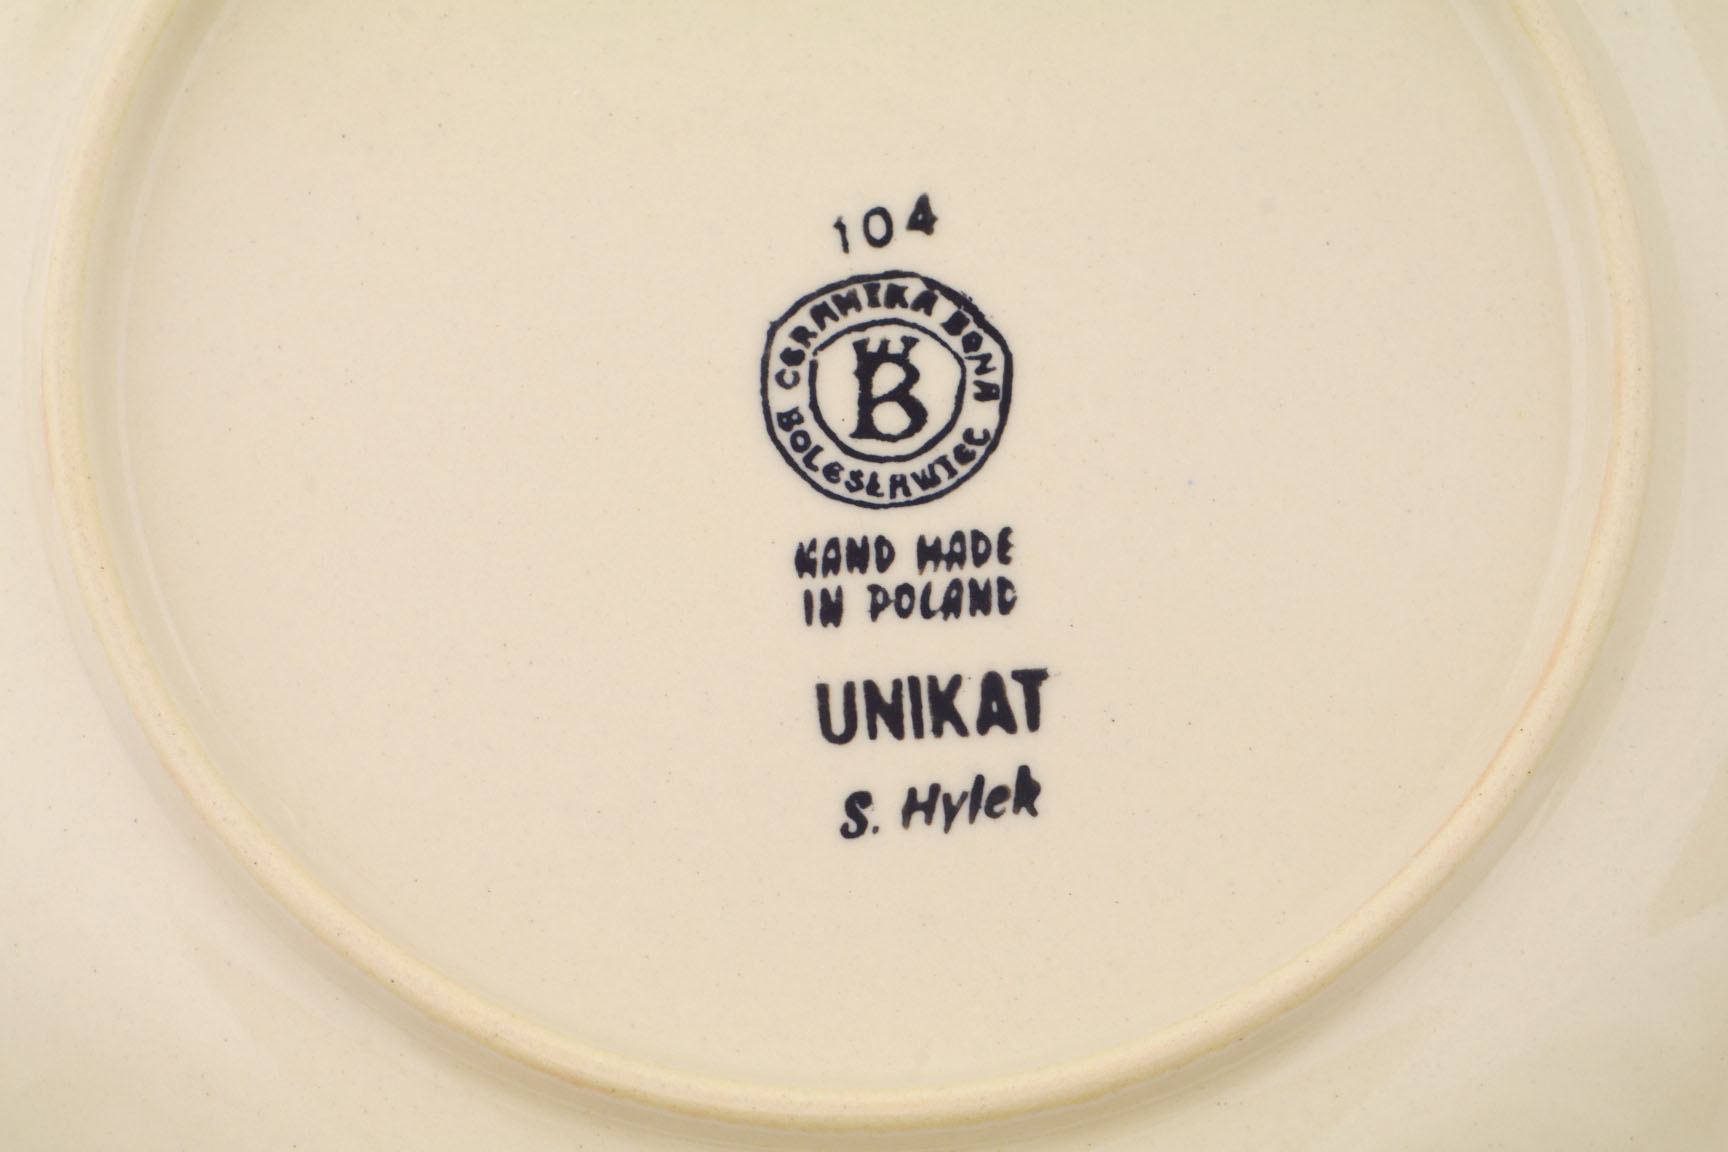 104
CERAMIKA BONA
B
BOLESŁAWIEC
HAND MADE
IN POLAND
UNIKAT
S. Hylek